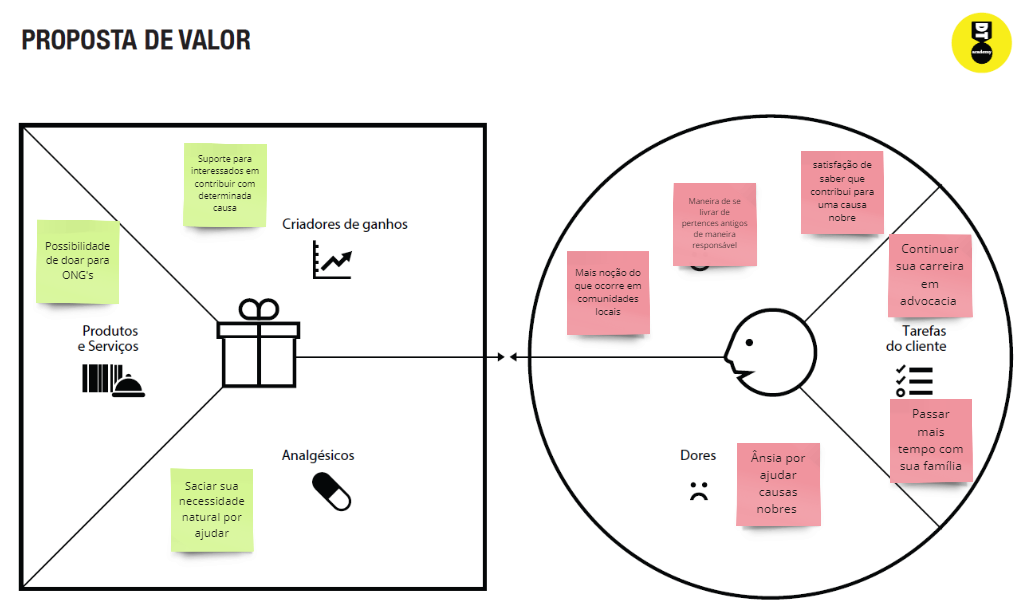 PROPOSTA DE VALOR
DT
academy
Suporte para
interessados em
contribuir com
determinada
causa
Criadores de ganhos
Possibilidade
de doar para
ONG's
Produtos
e Serviços
Analgésicos
Saciar sua
necessidade
natural por
ajudar
satisfação de
saber que
contribui para
uma causa
nobre
Maneira de se
livrar de
pertences antigos
de maneira
responsável
Mais noção do
que ocorre em
comunidades
locais
Continuar
sua carreira
em
advocacia
Tarefas
do cliente
Passar
mais
tempo com
sua família
Dores
Ânsia por
ajudar
causas
nobres